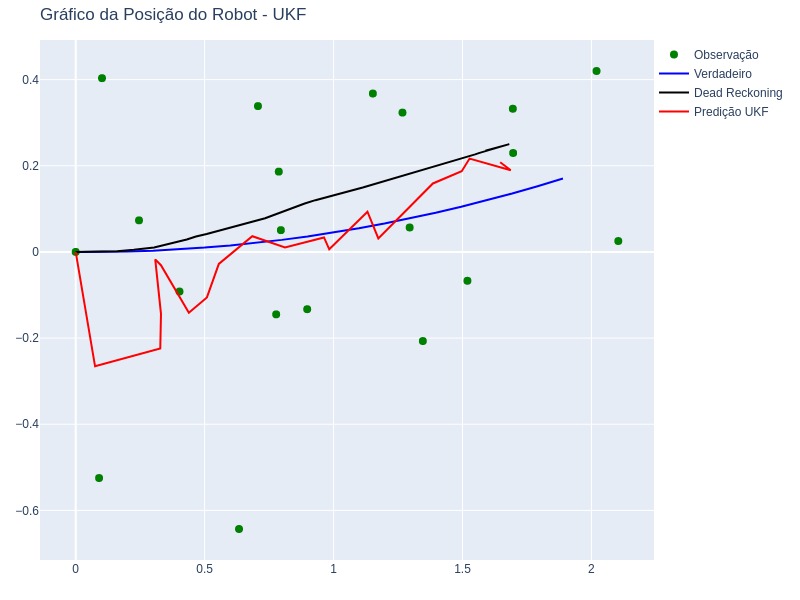 Gráfico da Posição do Robot - UKF
Observação
Verdadeiro
Dead Reckoning
Predição UKF
0.4
0.2
0
−0.2
−0.4
−0.6
0 0.5 1 1.5 2